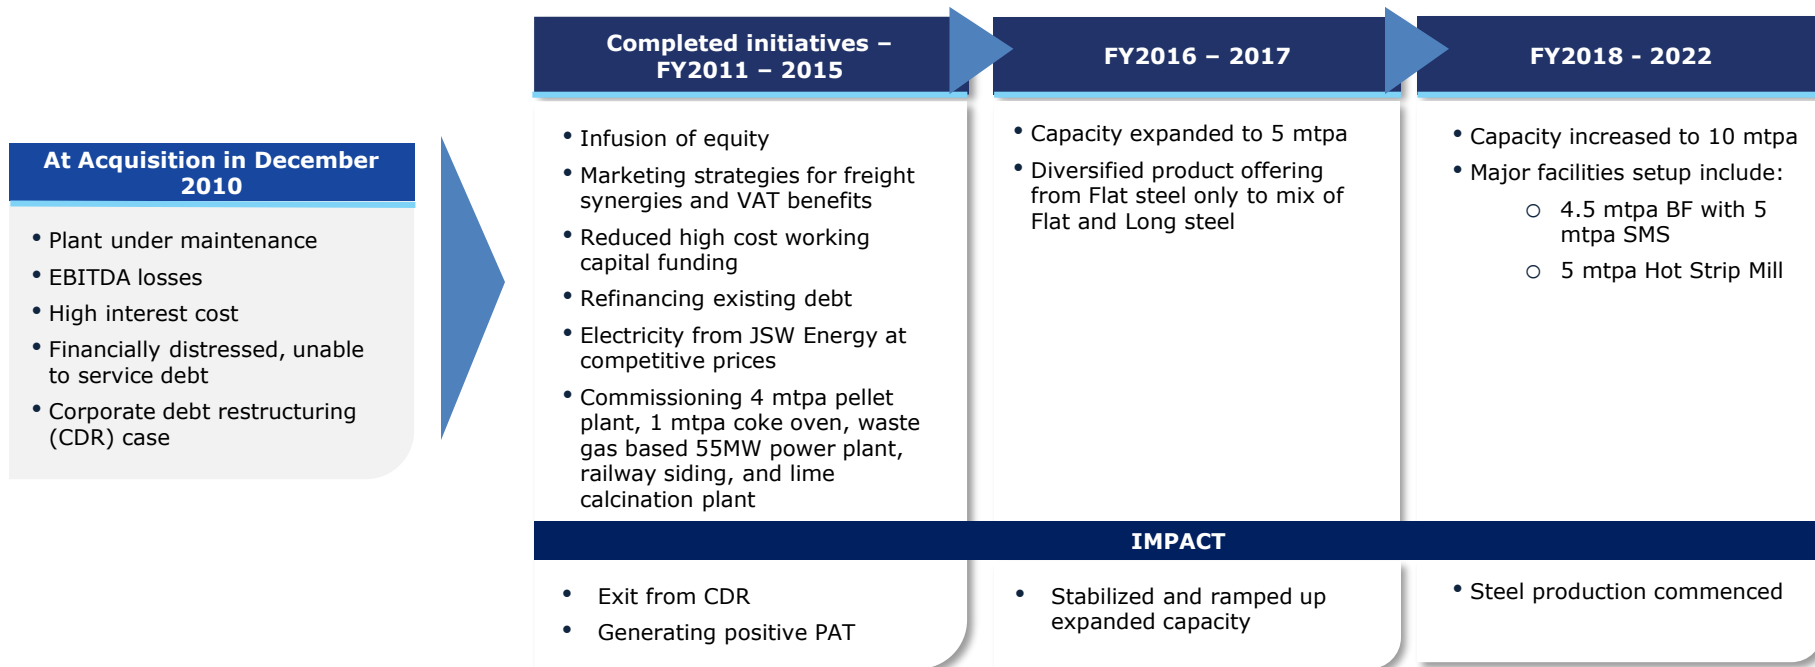 At Acquisition in December
2010
• Plant under maintenance
• EBITDA losses
• High interest cost
• Financially distressed, unable
to service debt
• Corporate debt restructuring
(CDR) case
Completed initiatives –
FY2011 – 2015
• Infusion of equity
• Marketing strategies for freight
synergies and VAT benefits
• Reduced high cost working
capital funding
• Refinancing existing debt
• Electricity from JSW Energy at
competitive prices
• Commissioning 4 mtpa pellet
plant, 1 mtpa coke oven, waste
gas based 55MW power plant,
railway siding, and lime
calcination plant
FY2016 – 2017
• Capacity expanded to 5 mtpa
• Diversified product offering
from Flat steel only to mix of
Flat and Long steel
FY2018 - 2022
• Capacity increased to 10 mtpa
• Major facilities setup include:
o 4.5 mtpa BF with 5
mtpa SMS
o 5 mtpa Hot Strip Mill
IMPACT
• Exit from CDR
• Generating positive PAT
• Stabilized and ramped up
expanded capacity
• Steel production commenced